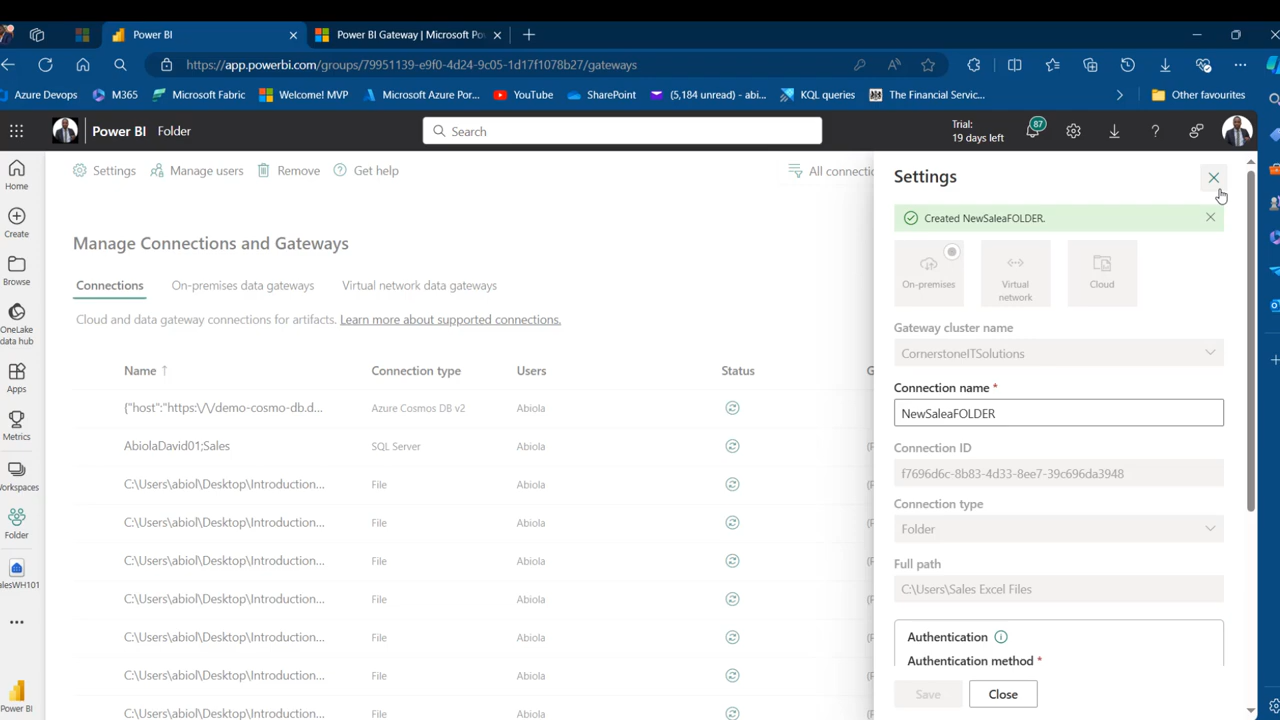 Power BI
Power BI Gateway | Microsoft Po
https://app.powerbi.com/groups/79951139-e9f0-4d24-9c05-1d17f1078b27/gateways
Azure Devops
M365
Microsoft Fabric
Welcome! MVP
Microsoft Azure Por...
YouTube
SharePoint
(5,184 unread) - abi...
KQL queries
The Financial Servic...
Other favourites
Power BI
Folder
Search
Trial:
19 days left
87
Home
Create
Browse
OneLake
data hub
Apps
Metrics
Workspaces
Folder
SalesWH101
Power BI
Settings
Manage users
Remove
Get help
All connectio
Manage Connections and Gateways
Connections
On-premises data gateways
Virtual network data gateways
Cloud and data gateway connections for artifacts. Learn more about supported connections.
Name ↑ Connection type Users Status G
{"host":"https:\/\/demo-cosmo-db.d... Azure Cosmos DB v2 Abiola
AbiolaDavid01;Sales SQL Server Abiola (P
C:\Users\abiol\Desktop\Introduction... File Abiola (P
C:\Users\abiol\Desktop\Introduction... File Abiola (P
C:\Users\abiol\Desktop\Introduction... File Abiola (P
C:\Users\abiol\Desktop\Introduction... File Abiola (P
C:\Users\abiol\Desktop\Introduction... File Abiola (P
C:\Users\abiol\Desktop\Introduction... File Abiola (P
C:\Users\abiol\Desktop\Introduction... File Abiola (P
Settings
Created NewSaleaFOLDER.
On-premises
Virtual
network
Cloud
Gateway cluster name
CornerstoneITSolutions
Connection name *
NewSaleaFOLDER
Connection ID
f7696d6c-8b83-4d33-8ee7-39c696da3948
Connection type
Folder
Full path
C:\Users\Sales Excel Files
Authentication
Authentication method *
Save
Close